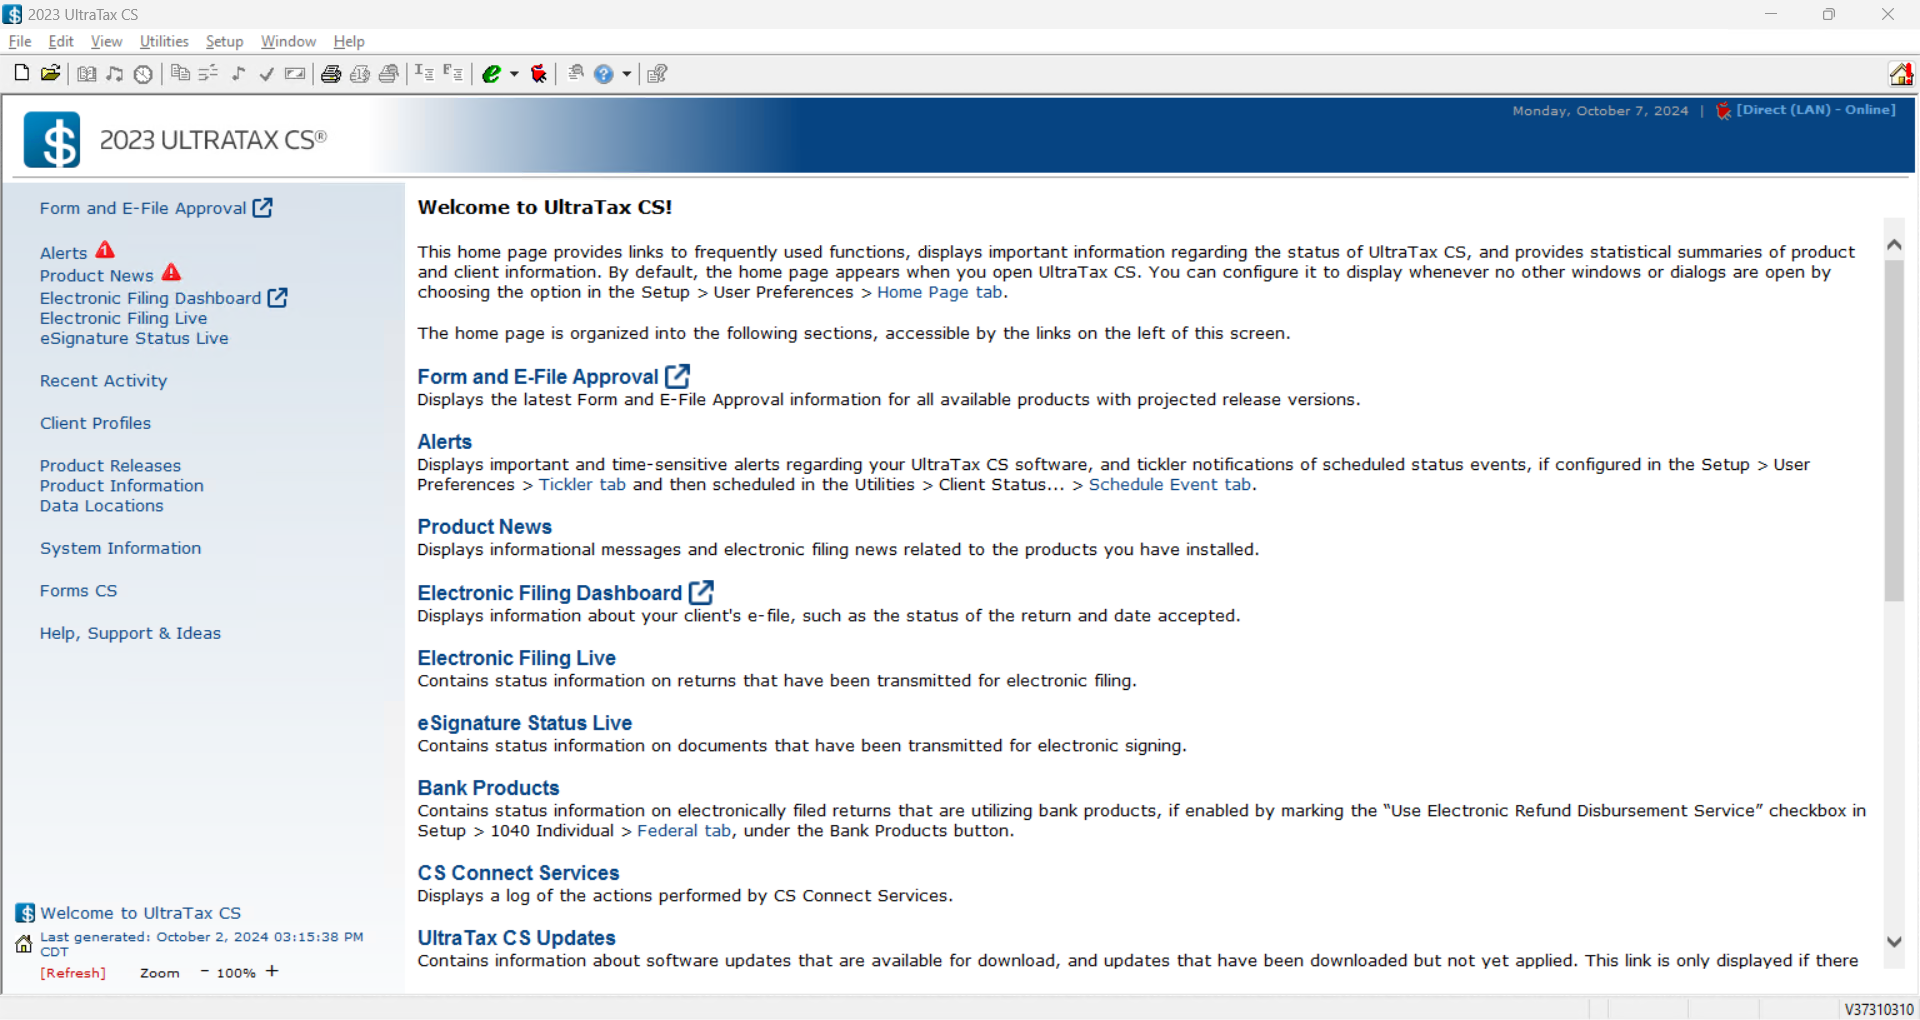 2023 UltraTax CS
File Edit View Utilities Setup Window Help
Monday, October 7, 2024 | [Direct (LAN) - Online]
2023 ULTRATAX CS®
Form and E-File Approval
Alerts
Product News
Electronic Filing Dashboard
Electronic Filing Live
eSignature Status Live
Recent Activity
Client Profiles
Product Releases
Product Information
Data Locations
System Information
Forms CS
Help, Support & Ideas
Welcome to UltraTax CS
Last generated: October 2, 2024 03:15:38 PM
CDT
[Refresh] Zoom - 100% +
Welcome to UltraTax CS!
This home page provides links to frequently used functions, displays important information regarding the status of UltraTax CS, and provides statistical summaries of product
and client information. By default, the home page appears when you open UltraTax CS. You can configure it to display whenever no other windows or dialogs are open by
choosing the option in the Setup > User Preferences > Home Page tab.
The home page is organized into the following sections, accessible by the links on the left of this screen.
Form and E-File Approval
Displays the latest Form and E-File Approval information for all available products with projected release versions.
Alerts
Displays important and time-sensitive alerts regarding your UltraTax CS software, and tickler notifications of scheduled status events, if configured in the Setup > User
Preferences > Tickler tab and then scheduled in the Utilities > Client Status... > Schedule Event tab.
Product News
Displays informational messages and electronic filing news related to the products you have installed.
Electronic Filing Dashboard
Displays information about your client's e-file, such as the status of the return and date accepted.
Electronic Filing Live
Contains status information on returns that have been transmitted for electronic filing.
eSignature Status Live
Contains status information on documents that have been transmitted for electronic signing.
Bank Products
Contains status information on electronically filed returns that are utilizing bank products, if enabled by marking the “Use Electronic Refund Disbursement Service” checkbox in
Setup > 1040 Individual > Federal tab, under the Bank Products button.
CS Connect Services
Displays a log of the actions performed by CS Connect Services.
UltraTax CS Updates
Contains information about software updates that are available for download, and updates that have been downloaded but not yet applied. This link is only displayed if there
V37310310